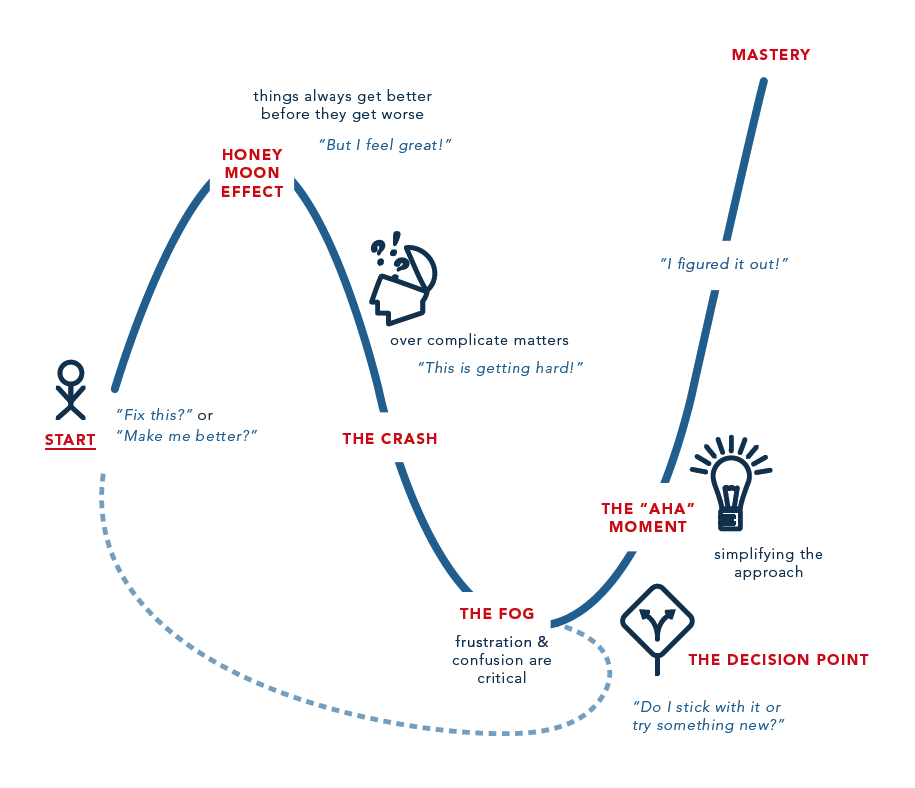 MASTERY
things always get better
before they get worse
“But I feel great!”
HONEY
MOON
EFFECT
“I figured it out!”
over complicate matters
“This is getting hard!”
“Fix this?” or
“Make me better?”
START
THE CRASH
THE “AHA”
MOMENT
simplifying the
approach
THE FOG
frustration &
confusion are
critical
THE DECISION POINT
“Do I stick with it or
try something new?”